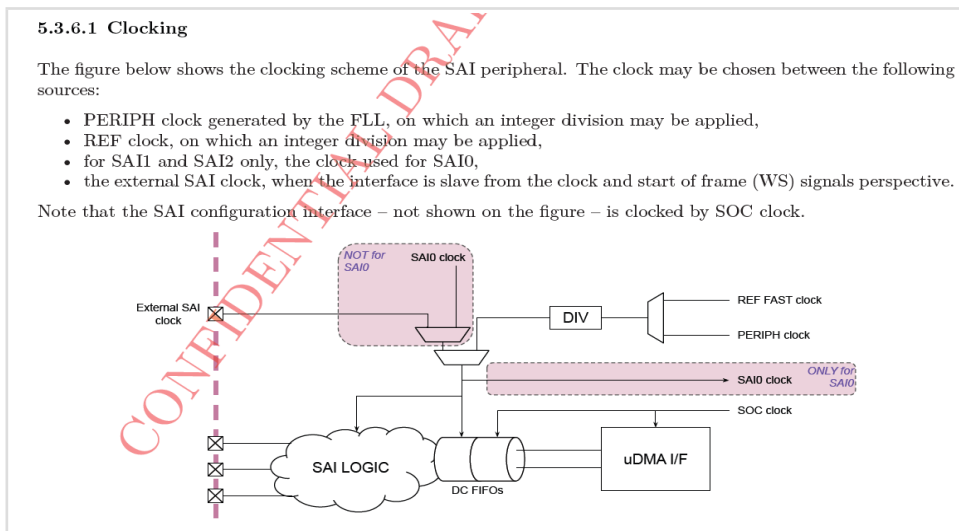 5.3.6.1 Clocking
The figure below shows the clocking scheme of the SAI peripheral. The clock may be chosen between the following
sources:
• PERIPH clock generated by the FLL, on which an integer division may be applied,
• REF clock, on which an integer division may be applied,
• for SAI1 and SAI2 only, the clock used for SAI0,
• the external SAI clock, when the interface is slave from the clock and start of frame (WS) signals perspective.
Note that the SAI configuration interface – not shown on the figure – is clocked by SOC clock.
NOT for
SAI0
SAI0 clock
External SAI
clock
DIV
REF FAST clock
PERIPH clock
ONLY for
SAI0
SAI0 clock
SOC clock
SAI LOGIC
DC FIFOs
uDMA I/F
CONFIDENTIAL DRA